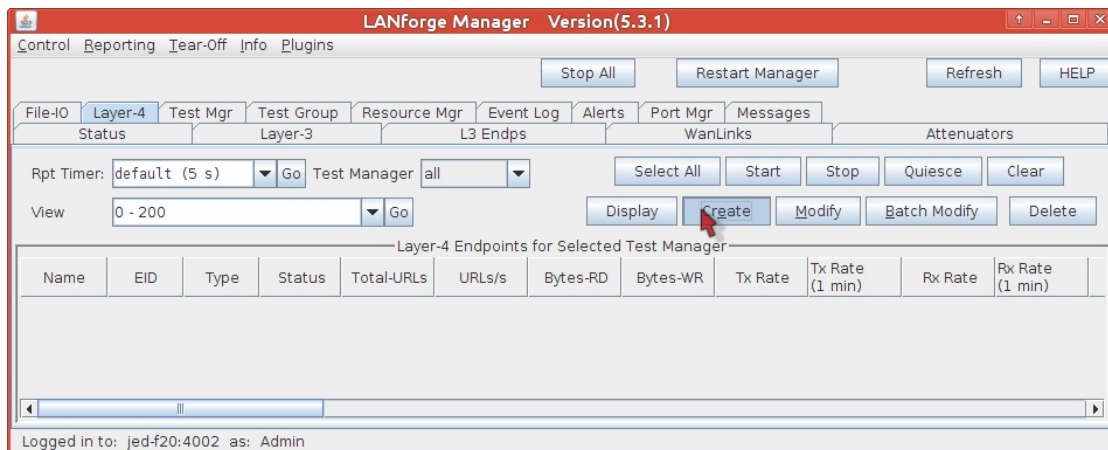 LANforge Manager Version(5.3.1)
Control Reporting Tear-Off Info Plugins
Stop All Restart Manager Refresh HELP
File-IO Layer-4 Test Mgr Test Group Resource Mgr Event Log Alerts Port Mgr Messages
Status Layer-3 L3 Endps WanLinks Attenuators
Rpt Timer: default (5 s) Go Test Manager all Select All Start Stop Quiesce Clear
View 0 - 200 Go Display Create Modify Batch Modify Delete
Layer-4 Endpoints for Selected Test Manager
Name EID Type Status Total-URLs URLs/s Bytes-RD Bytes-WR Tx Rate Tx Rate (1 min) Rx Rate Rx Rate (1 min)
Logged in to: jed-f20:4002 as: Admin